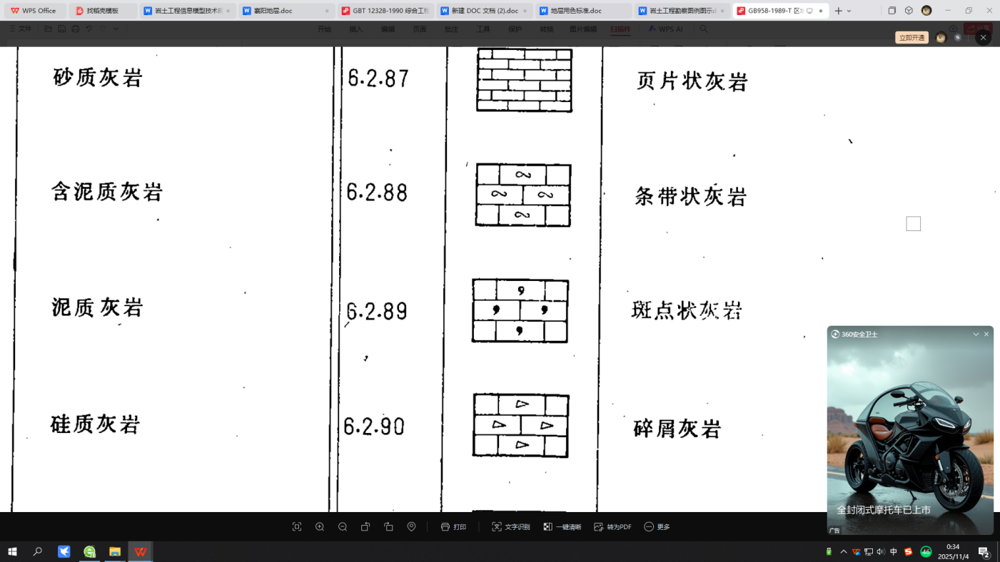 WPS Office
找稻壳模板
岩土工程信息模型技术规
襄阳地层.doc
GBT 12328-1990 综合工程
新建 DOC 文档 (2).doc
地层用色标准.doc
岩土工程勘察图例图示d
GB958-1989-T 区域
文件
开始 插入 编辑 页面 批注 工具 保护 转换 图片编辑 扫描件 WPS AI
立即开通
砂质灰岩 6.2.87 页片状灰岩
含泥质灰岩 6.2.88 条带状灰岩
泥质灰岩 6.2.89 斑点状灰岩
硅质灰岩 6.2.90 碎屑灰岩
360安全卫士
全封闭式摩托车已上市
广告
打印 文字识别 一键清晰 转为PDF 更多
中
46
0:34
2025/11/4
2